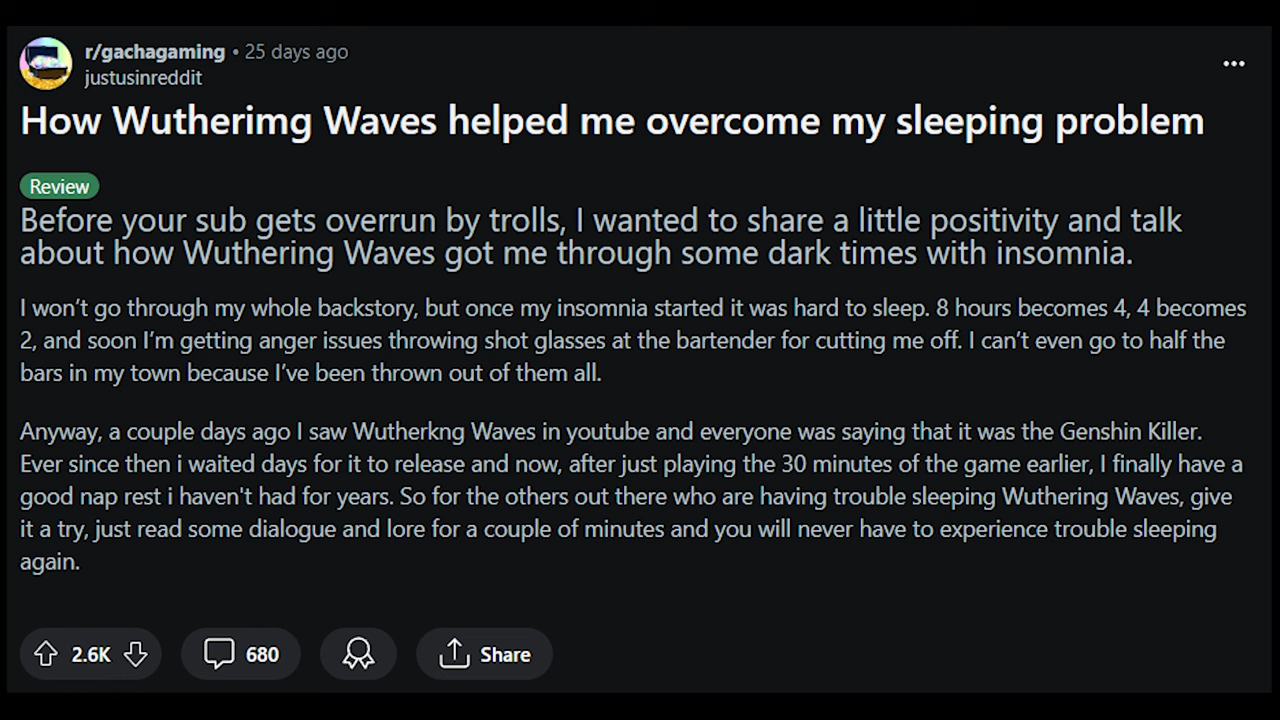 r/gachagaming • 25 days ago
justusinreddit
How Wutherimg Waves helped me overcome my sleeping problem
Review
Before your sub gets overrun by trolls, I wanted to share a little positivity and talk
about how Wuthering Waves got me through some dark times with insomnia.
I won’t go through my whole backstory, but once my insomnia started it was hard to sleep. 8 hours becomes 4, 4 becomes
2, and soon I’m getting anger issues throwing shot glasses at the bartender for cutting me off. I can’t even go to half the
bars in my town because I’ve been thrown out of them all.
Anyway, a couple days ago I saw Wutherkng Waves in youtube and everyone was saying that it was the Genshin Killer.
Ever since then i waited days for it to release and now, after just playing the 30 minutes of the game earlier, I finally have a
good nap rest i haven't had for years. So for the others out there who are having trouble sleeping Wuthering Waves, give
it a try, just read some dialogue and lore for a couple of minutes and you will never have to experience trouble sleeping
again.
2.6K 680 Share